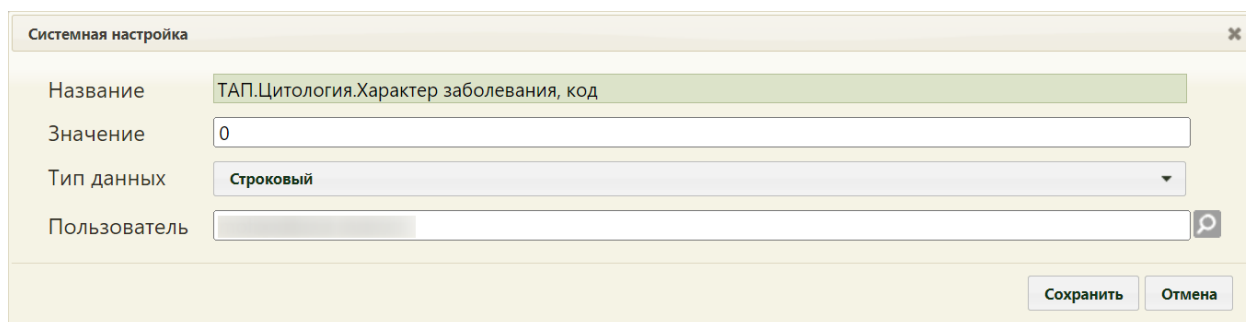 Системная настройка
Название ТАП.Цитология.Характер заболевания, код
Значение 0
Тип данных Строковый
Пользователь
Сохранить Отмена